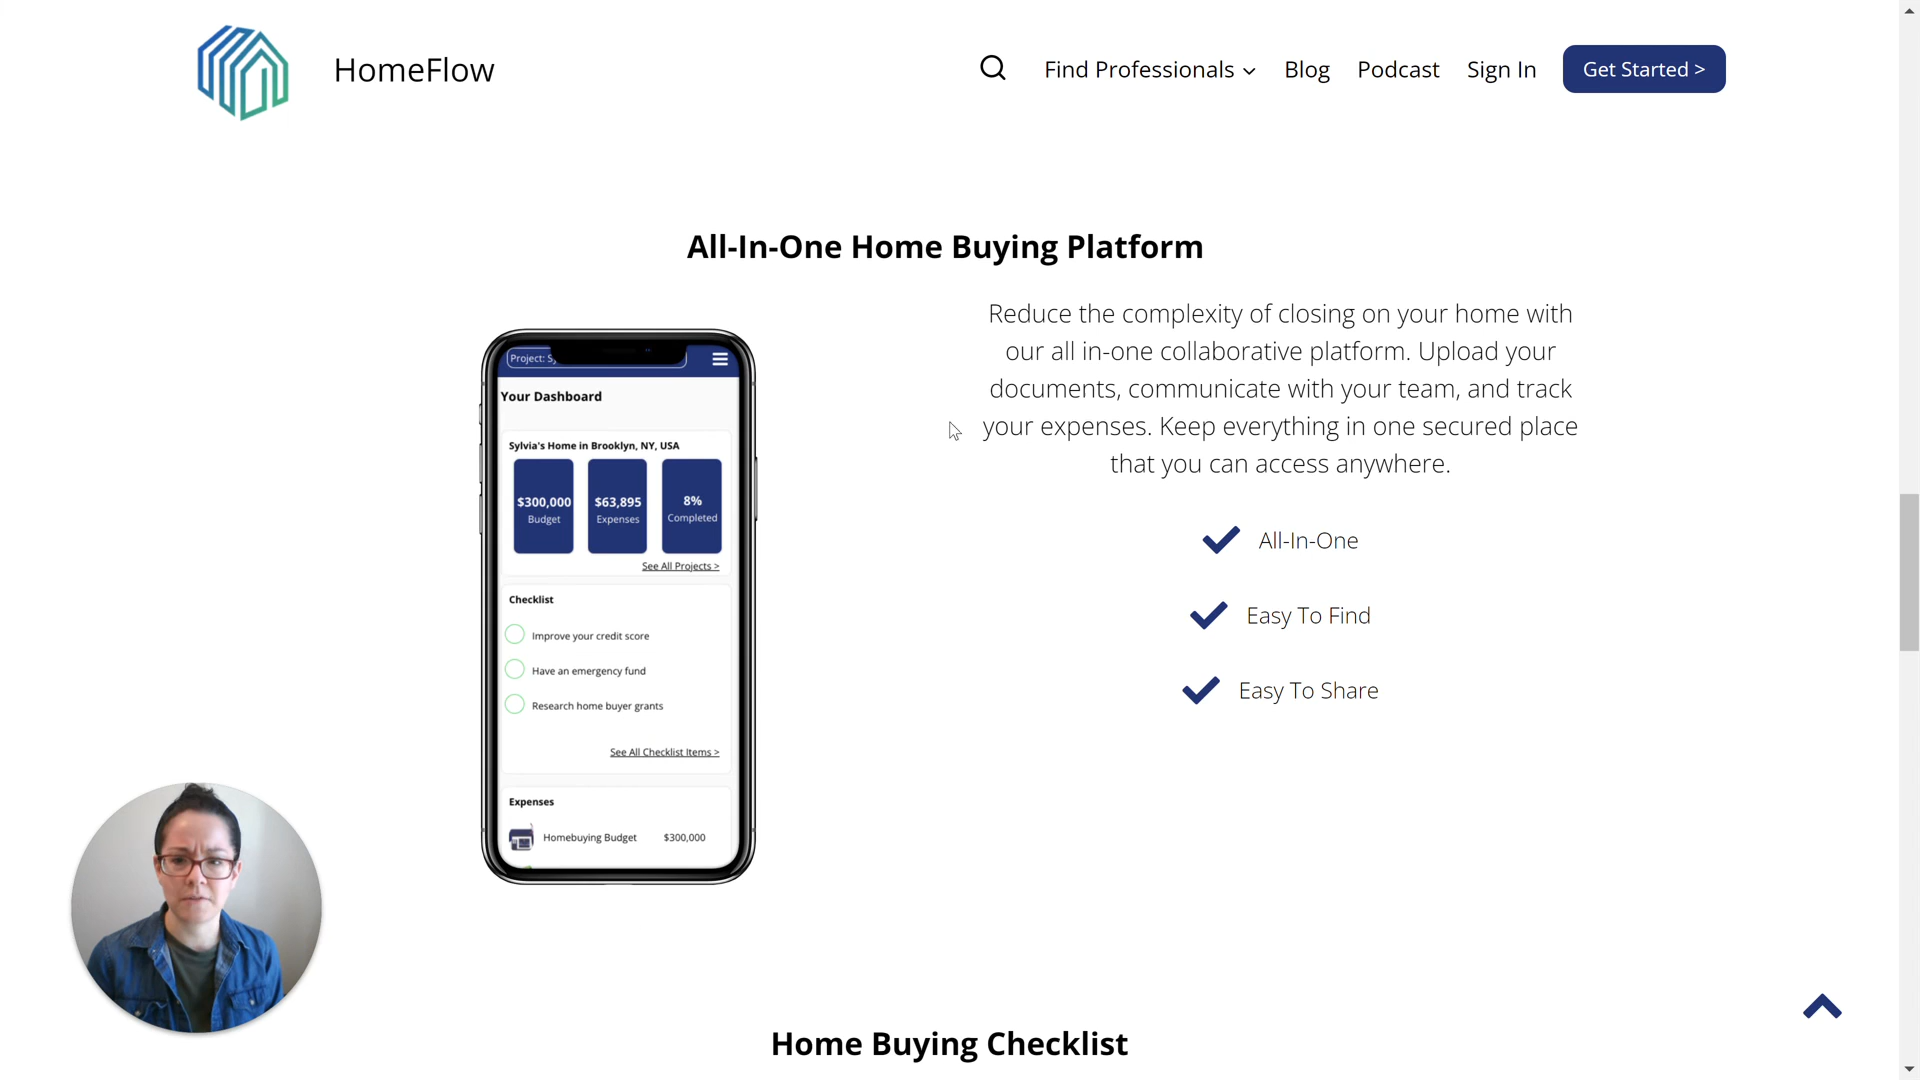 HomeFlow
Find Professionals
Blog
Podcast
Sign In
Get Started >
All-In-One Home Buying Platform
Reduce the complexity of closing on your home with
our all in-one collaborative platform. Upload your
documents, communicate with your team, and track
your expenses. Keep everything in one secured place
that you can access anywhere.
All-In-One
Easy To Find
Easy To Share
Project: Sy
Your Dashboard
Sylvia's Home in Brooklyn, NY, USA
$300,000
Budget
$63,895
Expenses
8%
Completed
See All Projects >
Checklist
Improve your credit score
Have an emergency fund
Research home buyer grants
See All Checklist Items >
Expenses
Homebuying Budget $300,000
Home Buying Checklist